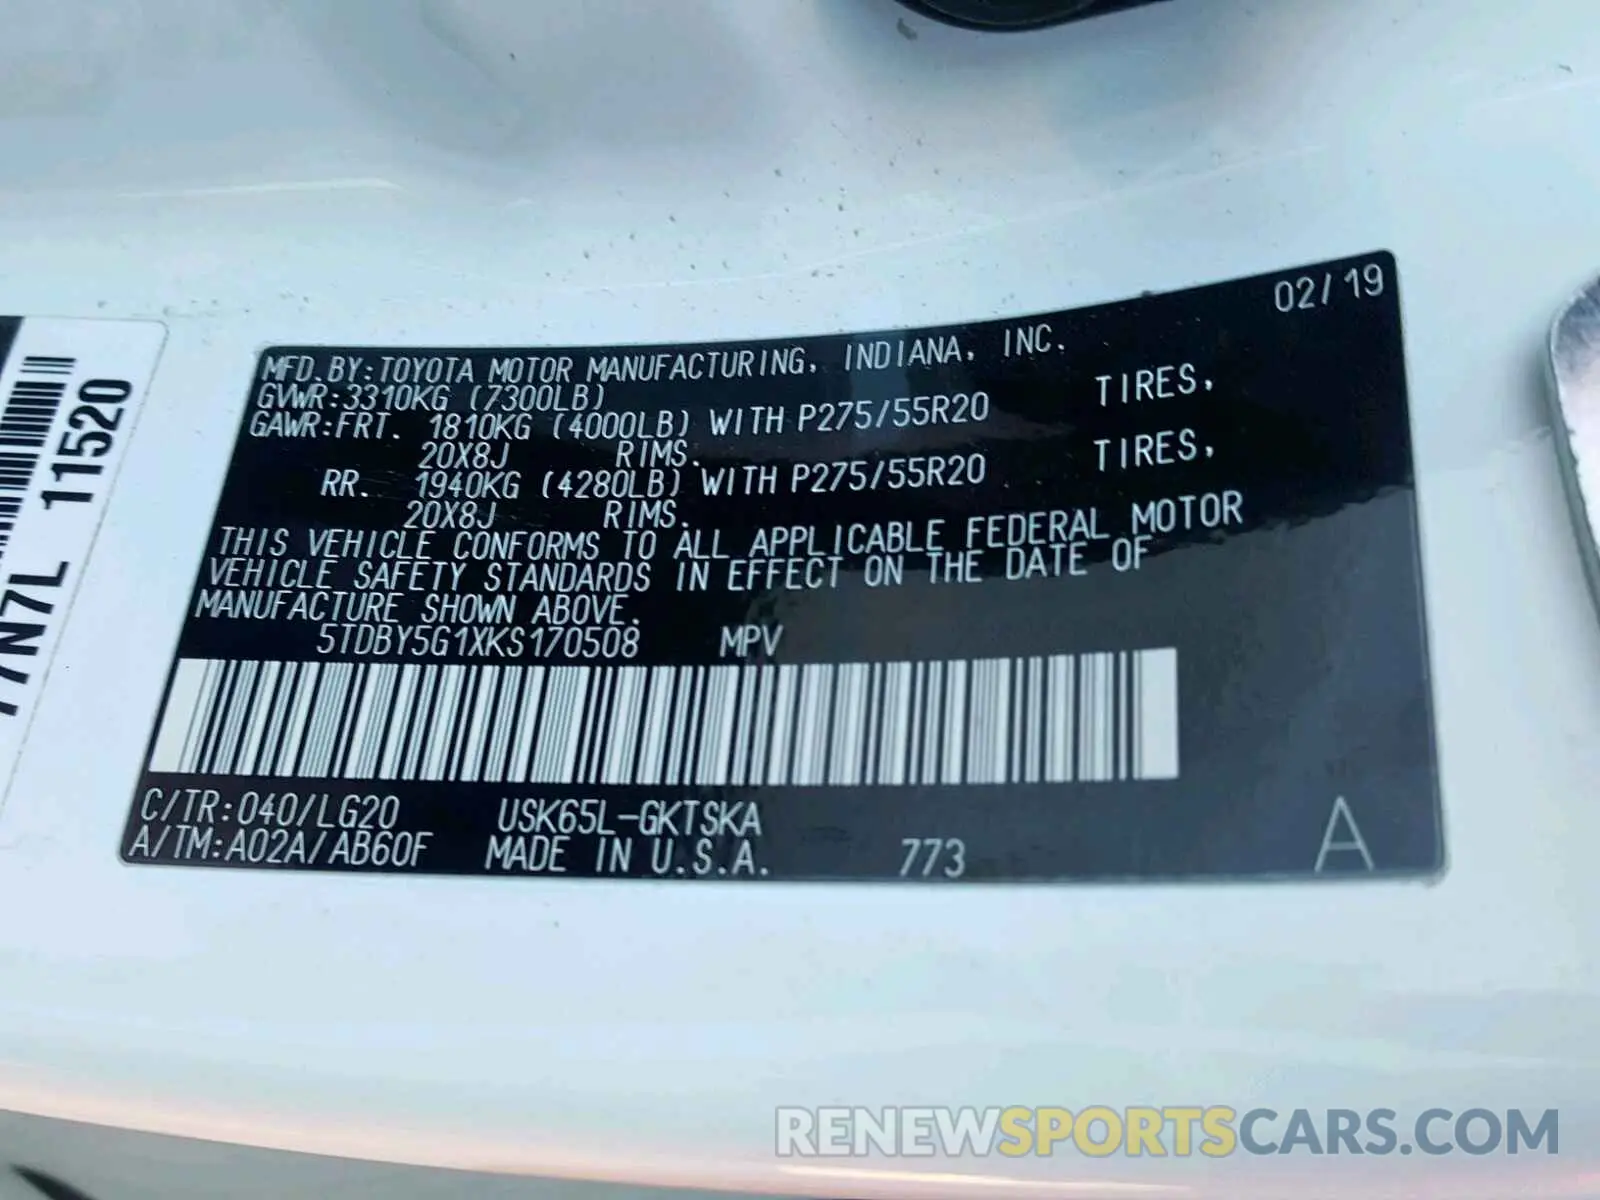 02/19
MFD.BY:TOYOTA MOTOR MANUFACTURING, INDIANA, INC.
GVWR:3310KG (7300LB)
GAWR:FRT. 1810KG (4000LB) WITH P275/55R20 TIRES,
20X8J RIMS.
RR. 1940KG (4280LB) WITH P275/55R20 TIRES,
20X8J RIMS.
THIS VEHICLE CONFORMS TO ALL APPLICABLE FEDERAL MOTOR
VEHICLE SAFETY STANDARDS IN EFFECT ON THE DATE OF
MANUFACTURE SHOWN ABOVE.
5TDBY5G1XKS170508 MPV
C/TR:040/LG20 USK65L-GKTSKA
A/TM:A02A/AB60F MADE IN U.S.A. 773 A
11520
RENEWSPORTSCARS.COM